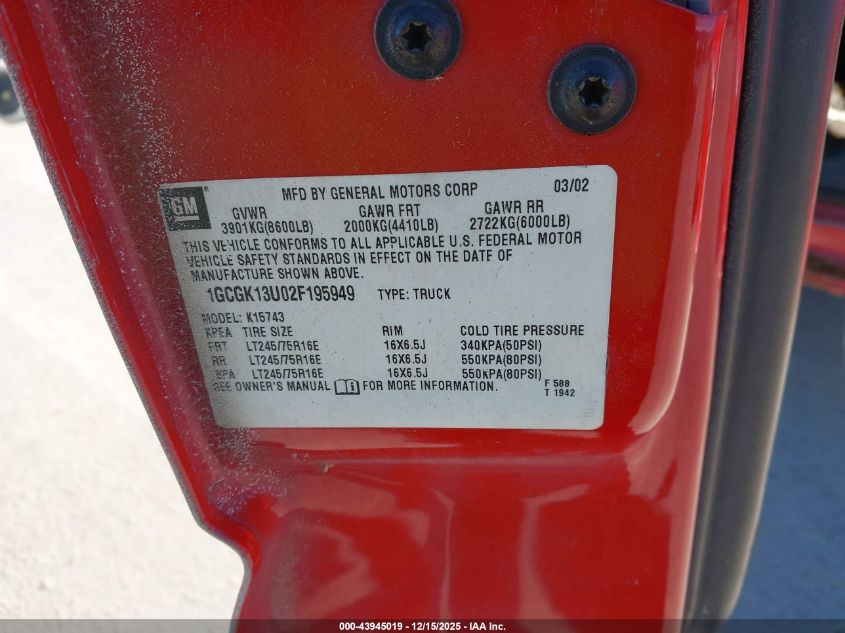 MFD BY GENERAL MOTORS CORP 03/02
GM
GVWR GAWR FRT GAWR RR
3901KG(8600LB) 2000KG(4410LB) 2722KG(6000LB)
THIS VEHICLE CONFORMS TO ALL APPLICABLE U.S. FEDERAL MOTOR
VEHICLE SAFETY STANDARDS IN EFFECT ON THE DATE OF
MANUFACTURE SHOWN ABOVE.
1GCGK13U02F195949 TYPE: TRUCK
MODEL: K15743
TIRE SIZE RIM COLD TIRE PRESSURE
FRT LT245/75R16E 16X6.5J 340KPA(50PSI)
RR LT245/75R16E 16X6.5J 550KPA(80PSI)
SPA LT245/75R16E 16X6.5J 550KPA(80PSI)
SEE OWNER'S MANUAL FOR MORE INFORMATION.
F 588
T 1942
000-43945019 - 12/15/2025 - IAA Inc.